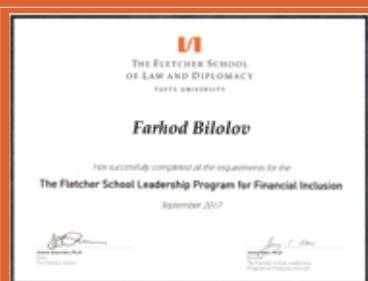 THE FLETCHER SCHOOL
OF LAW AND DIPLOMACY
TUFTS UNIVERSITY
Farhod Bilolov
Has successfully completed all the requirements for the
The Fletcher School Leadership Program for Financial Inclusion
September 2017